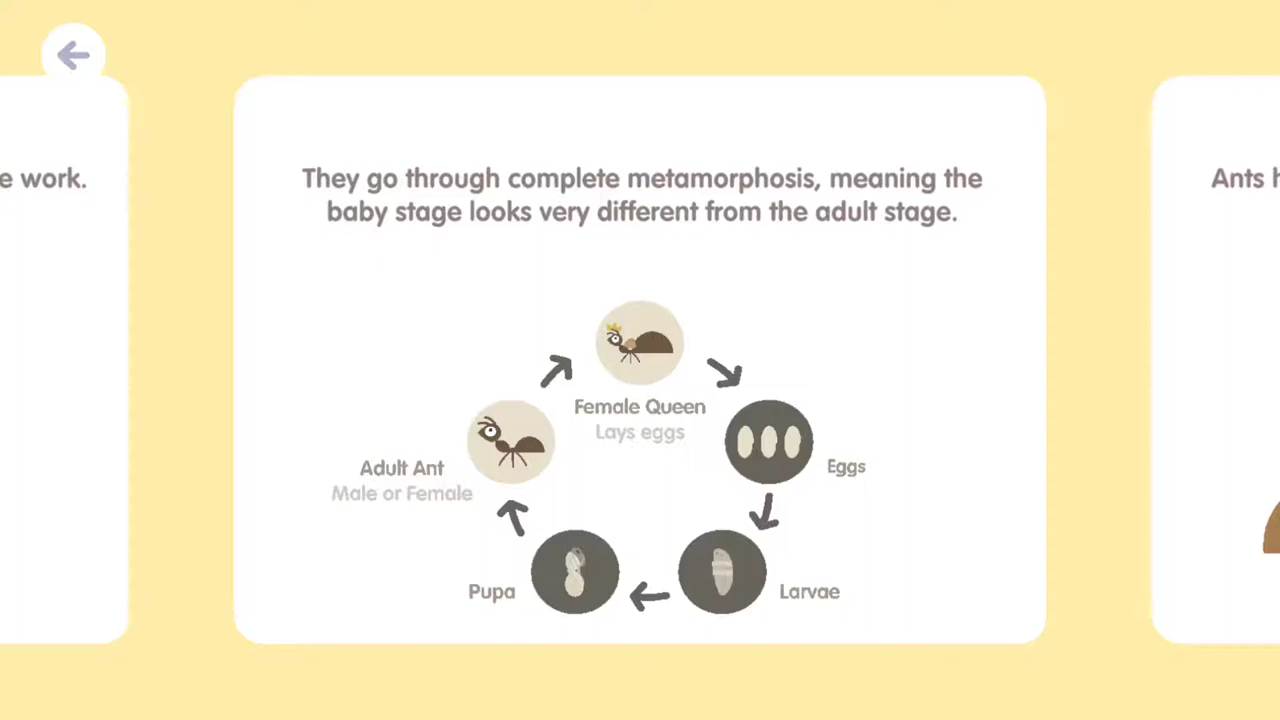 e work.
They go through complete metamorphosis, meaning the
baby stage looks very different from the adult stage.
Ants h
Female Queen
Lays eggs
Adult Ant
Male or Female
Eggs
Pupa
Larvae